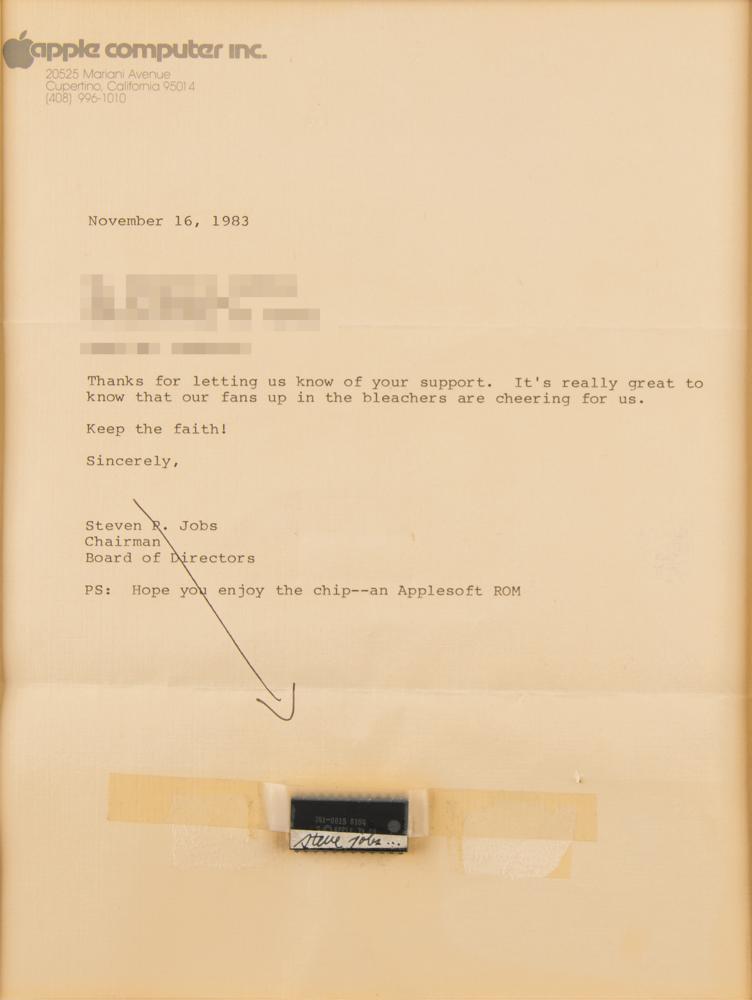 apple computer inc.
20525 Mariani Avenue
Cupertino, California 95014
(408) 996-1010
November 16, 1983
Thanks for letting us know of your support. It's really great to
know that our fans up in the bleachers are cheering for us.
Keep the faith!
Sincerely,
Steven P. Jobs
Chairman
Board of Directors
PS: Hope you enjoy the chip--an Applesoft ROM
steve jobs...